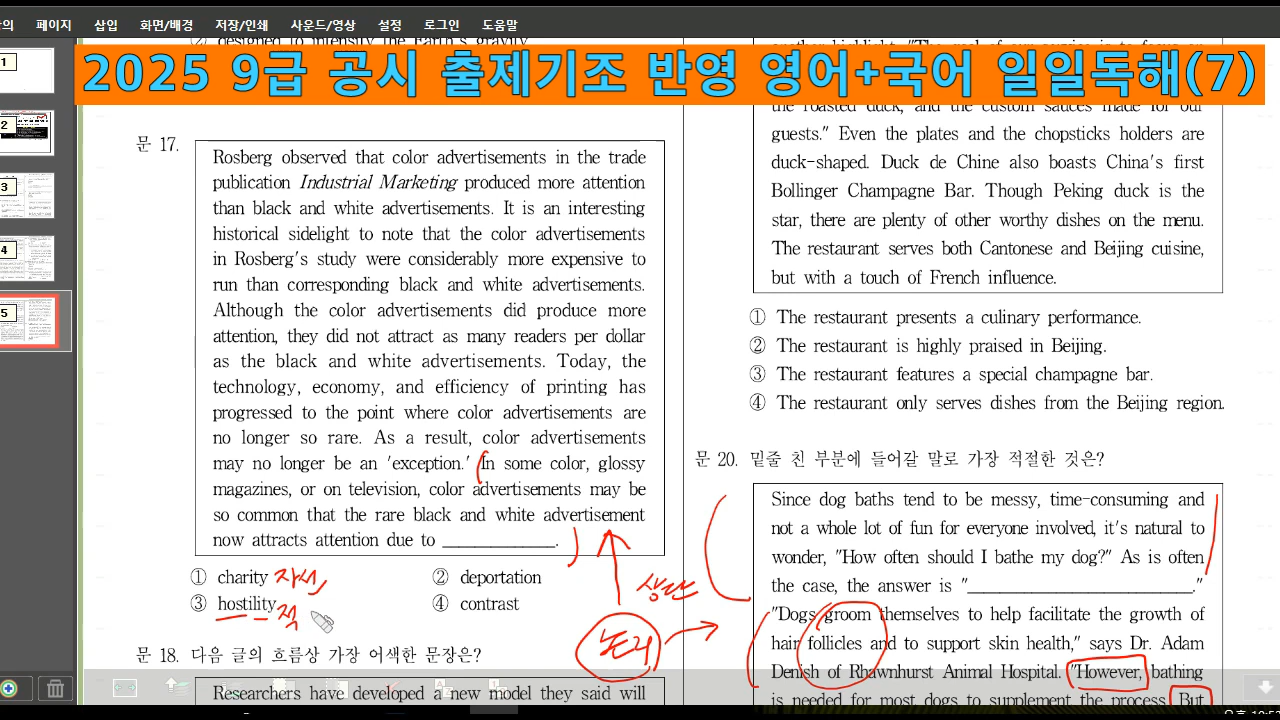 페이지 삽입 화면/배경 저장/인쇄 사운드/영상 설정 로그인 도움말
2025 9급 공시 출제기조 반영 영어+국어 일일독해(7)
1
2
3
4
5
문 17.
Rosberg observed that color advertisements in the trade
publication Industrial Marketing produced more attention
than black and white advertisements. It is an interesting
historical sidelight to note that the color advertisements
in Rosberg's study were considerably more expensive to
run than corresponding black and white advertisements.
Although the color advertisements did produce more
attention, they did not attract as many readers per dollar
as the black and white advertisements. Today, the
technology, economy, and efficiency of printing has
progressed to the point where color advertisements are
no longer so rare. As a result, color advertisements
may no longer be an 'exception.' In some color, glossy
magazines, or on television, color advertisements may be
so common that the rare black and white advertisement
now attracts attention due to ____________.
① charity ② deportation
③ hostility 적 ④ contrast
문 18. 다음 글의 흐름상 가장 어색한 문장은?
Researchers have developed a new model they said will
the roasted duck, and the custom sauces made for our
guests." Even the plates and the chopsticks holders are
duck-shaped. Duck de Chine also boasts China's first
Bollinger Champagne Bar. Though Peking duck is the
star, there are plenty of other worthy dishes on the menu.
The restaurant serves both Cantonese and Beijing cuisine,
but with a touch of French influence.
① The restaurant presents a culinary performance.
② The restaurant is highly praised in Beijing.
③ The restaurant features a special champagne bar.
④ The restaurant only serves dishes from the Beijing region.
문 20. 밑줄 친 부분에 들어갈 말로 가장 적절한 것은?
Since dog baths tend to be messy, time-consuming and
not a whole lot of fun for everyone involved, it's natural to
wonder, "How often should I bathe my dog?" As is often
the case, the answer is "________________________."
"Dogs groom themselves to help facilitate the growth of
hair follicles and to support skin health," says Dr. Adam
Denish of Rhawnhurst Animal Hospital. "However, bathing
is needed for most dogs to supplement the process. But